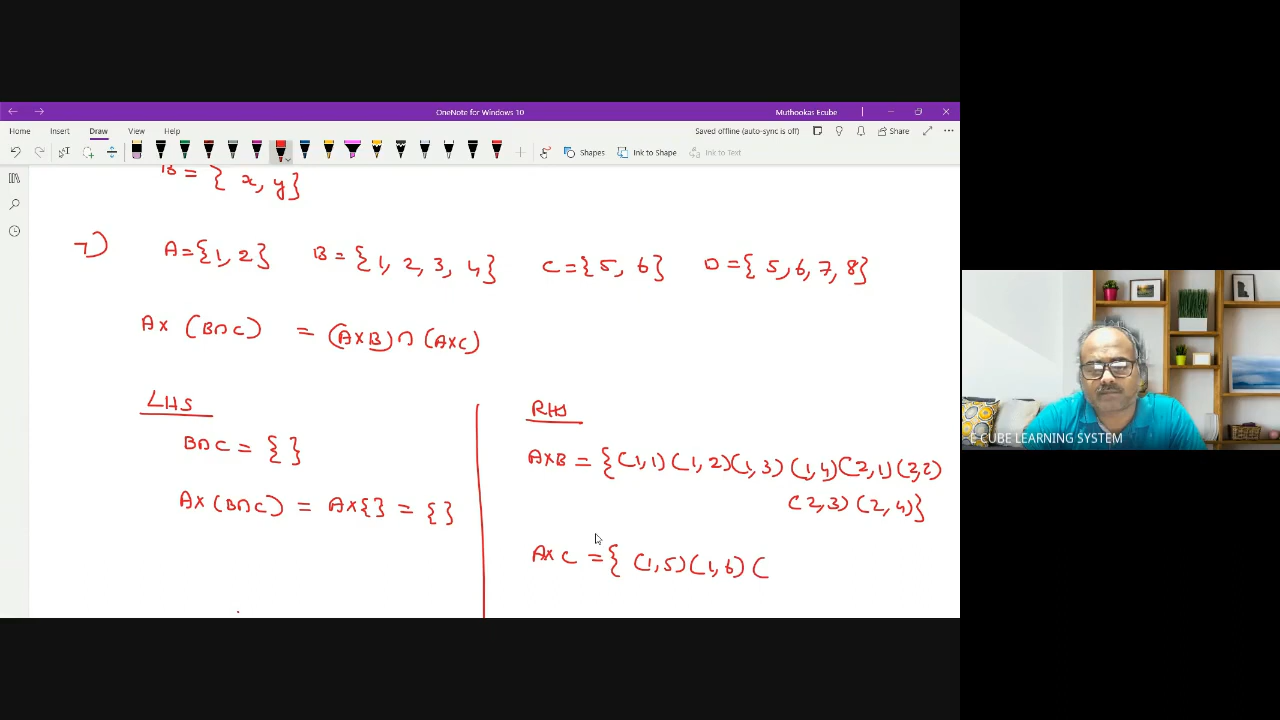 OneNote for Windows 10
Muthookas Ecube
Home Insert Draw View Help
Saved offline (auto-sync is off)
Share
Shapes
Ink to Shape
Ink to Text
B = { x, y}
7) A={1, 2} B = {1, 2, 3, 4} C={5, 6} D ={ 5,6,7,8}
A× (B∩C) = (A×B)∩(A×C)
LHS
B∩C = { }
A×(B∩C) = A×{} = {}
RHS
A×B = {(1,1)(1,2)(1,3)(1,4)(2,1)(2,2)
(2,3)(2,4)}
A×C ={ (1,5)(1,6)(
E CUBE LEARNING SYSTEM